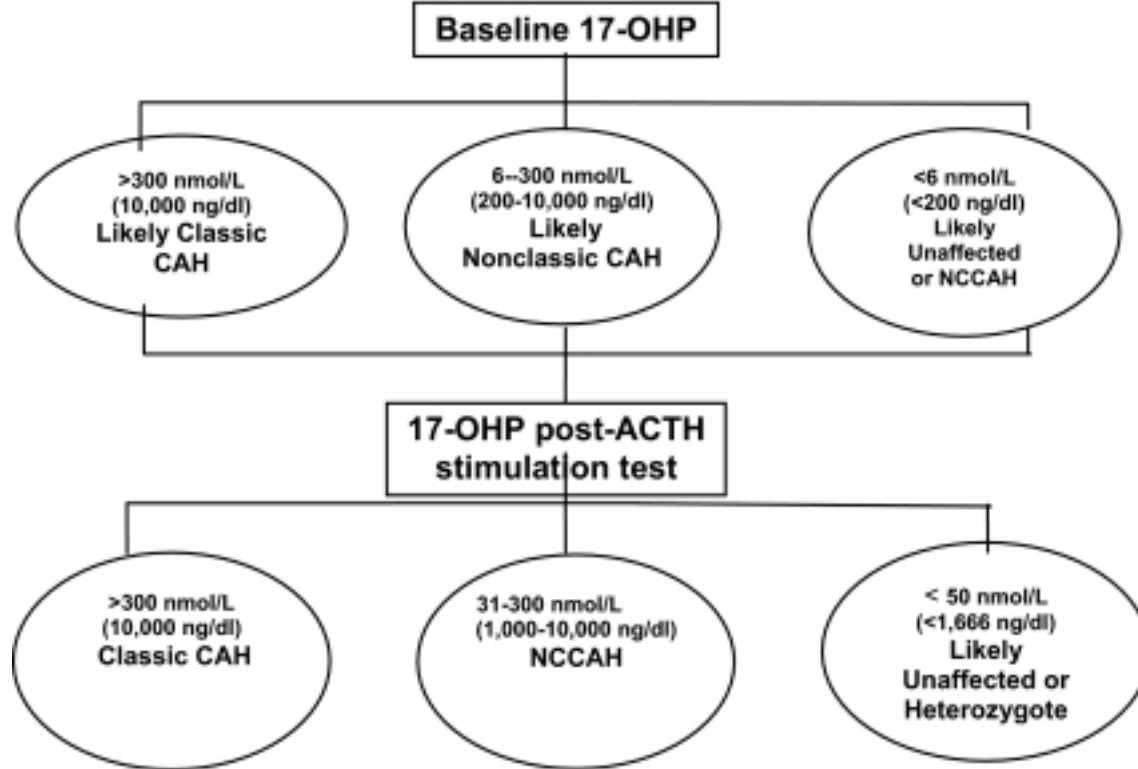 Baseline 17-OHP
>300 nmol/L
(10,000 ng/dl)
Likely Classic
CAH
6--300 nmol/L
(200-10,000 ng/dl)
Likely
Nonclassic CAH
<6 nmol/L
(<200 ng/dl)
Likely
Unaffected
or NCCAH
17-OHP post-ACTH
stimulation test
>300 nmol/L
(10,000 ng/dl)
Classic CAH
31-300 nmol/L
(1,000-10,000 ng/dl)
NCCAH
< 50 nmol/L
(<1,666 ng/dl)
Likely
Unaffected or
Heterozygote